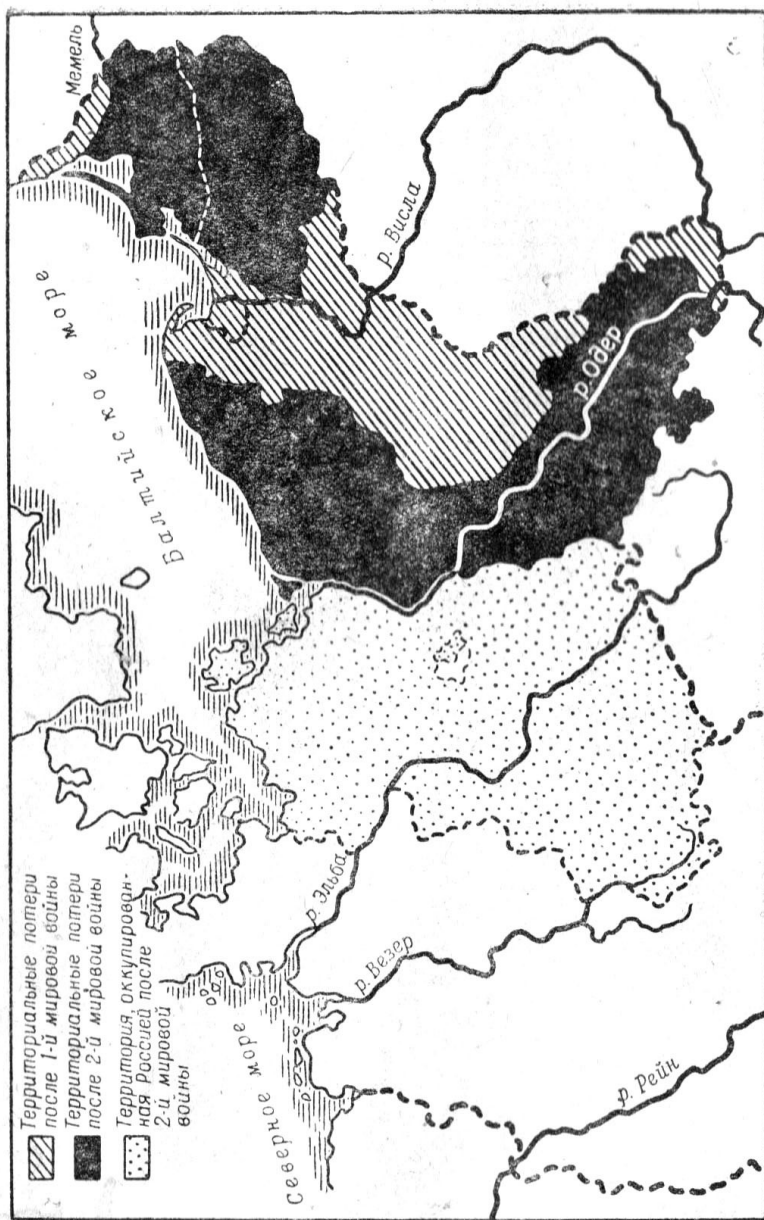 Территориальные потери
после 1-й мировой войны
Территориальные потери
после 2-й мировой войны
Территория, оккупирован-
ная Россией после
2-й мировой
войны
Северное море
Балтийское море
Мемель
р. Висла
р. Одер
р. Эльба
р. Везер
р. Рейн